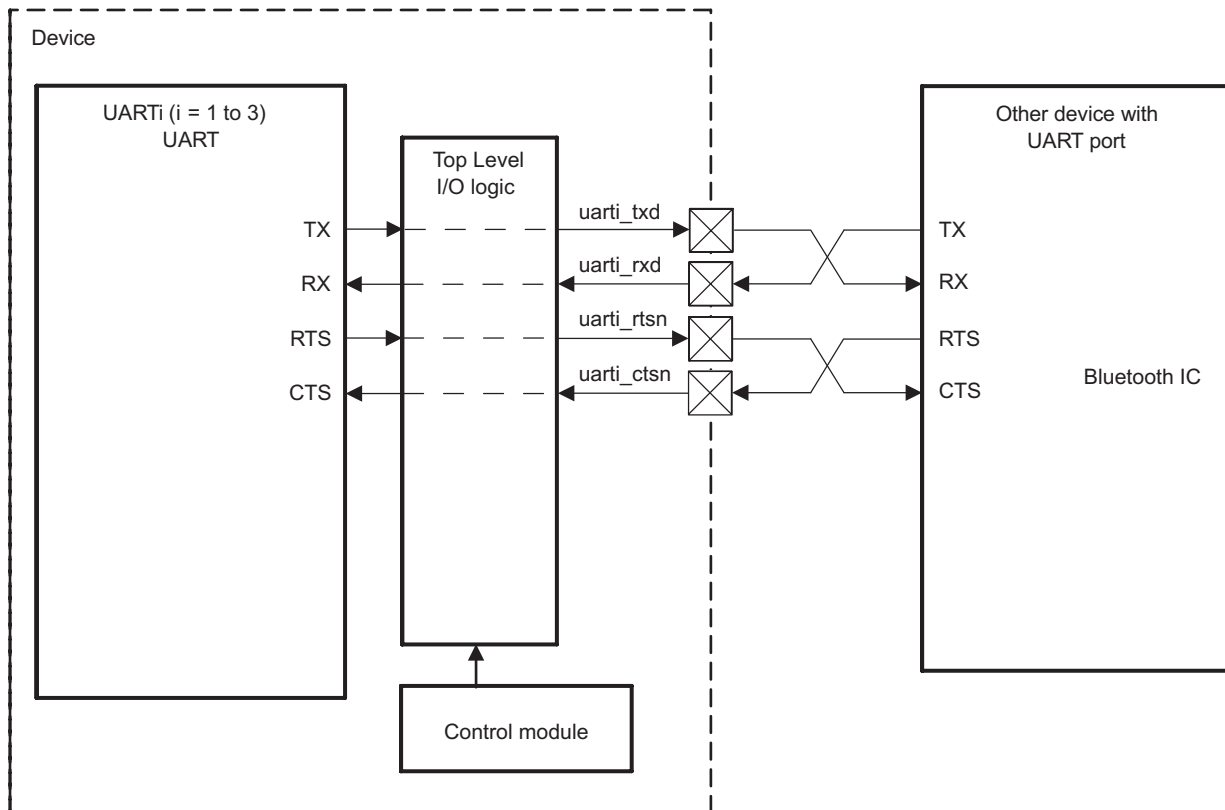 Device
UARTi (i = 1 to 3)
UART
Top Level
I/O logic
Other device with
UART port
TX
uarti_txd
TX
RX
uarti_rxd
RX
RTS
uarti_rtsn
RTS
CTS
uarti_ctsn
CTS
Bluetooth IC
Control module